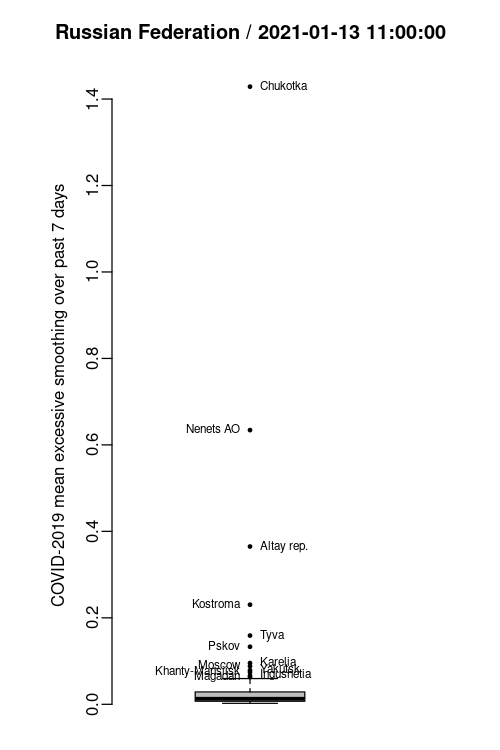 Russian Federation / 2021-01-13 11:00:00
COVID-2019 mean excessive smoothing over past 7 days
1.4
1.2
1.0
0.8
0.6
0.4
0.2
0.0
Chukotka
Nenets AO
Altay rep.
Kostroma
Tyva
Pskov
Karelia
Moscow
Yakutsk
Khanty-Mansiysk
Ingushetia
Magadan